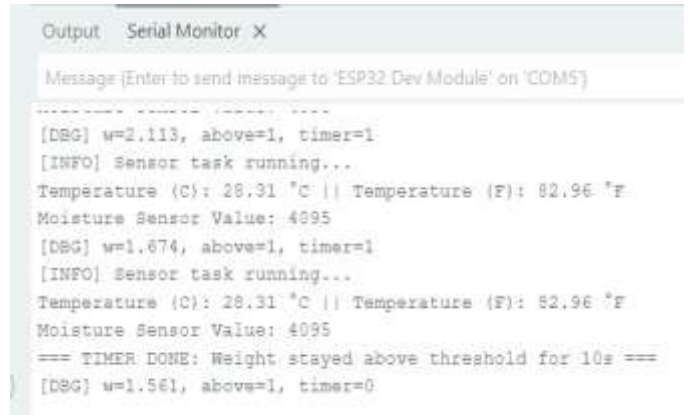 Output Serial Monitor X
Message (Enter to send message to 'ESP32 Dev Module' on 'COM5')
[DBG] w=2.113, above=1, timer=1
[INFO] Sensor task running...
Temperature (C): 28.31 °C || Temperature (F): 82.96 °F
Moisture Sensor Value: 4095
[DBG] w=1.674, above=1, timer=1
[INFO] Sensor task running...
Temperature (C): 28.31 °C || Temperature (F): 82.96 °F
Moisture Sensor Value: 4095
=== TIMER DONE: Weight stayed above threshold for 10s ===
[DBG] w=1.561, above=1, timer=0